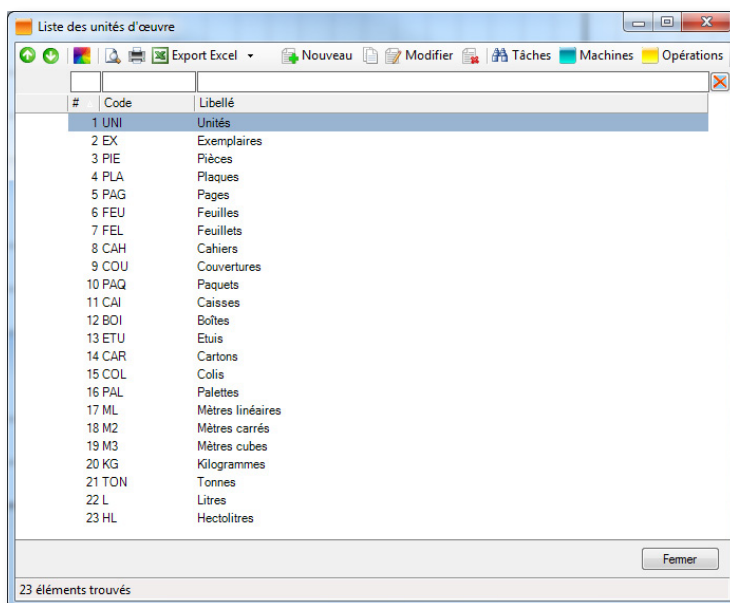 Liste des unités d'œuvre
Export Excel Nouveau Modifier Tâches Machines Opérations
# Code Libellé
1 UNI Unités
2 EX Exemplaires
3 PIE Pièces
4 PLA Plaques
5 PAG Pages
6 FEU Feuilles
7 FEL Feuillets
8 CAH Cahiers
9 COU Couvertures
10 PAQ Paquets
11 CAI Caisses
12 BOI Boîtes
13 ETU Etuis
14 CAR Cartons
15 COL Colis
16 PAL Palettes
17 ML Mètres linéaires
18 M2 Mètres carrés
19 M3 Mètres cubes
20 KG Kilogrammes
21 TON Tonnes
22 L Litres
23 HL Hectolitres
Fermer
23 éléments trouvés